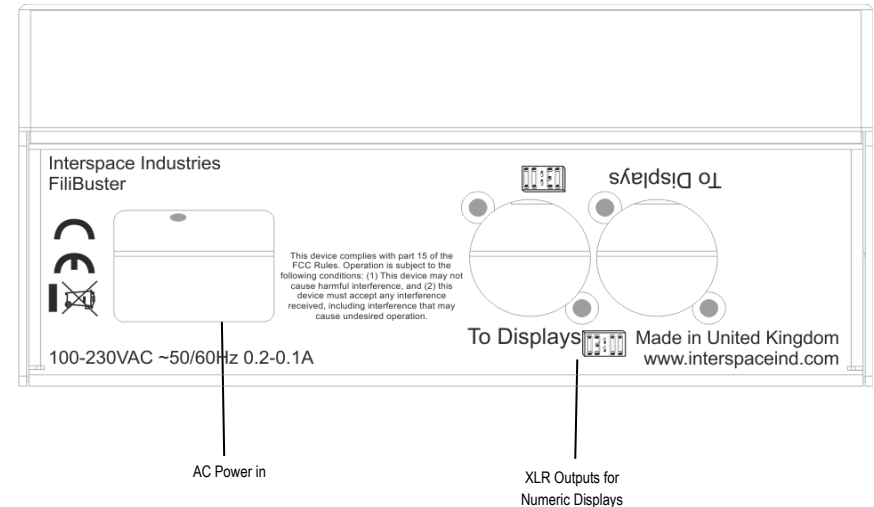 Interspace Industries
FiliBuster
To Displays
This device complies with part 15 of the
FCC Rules. Operation is subject to the
following conditions: (1) This device may not
cause harmful interference, and (2) this
device must accept any interference
received, including interference that may
cause undesired operation.
CE
100-230VAC ~50/60Hz 0.2-0.1A
To Displays
Made in United Kingdom
www.interspaceind.com
AC Power in
XLR Outputs for
Numeric Displays